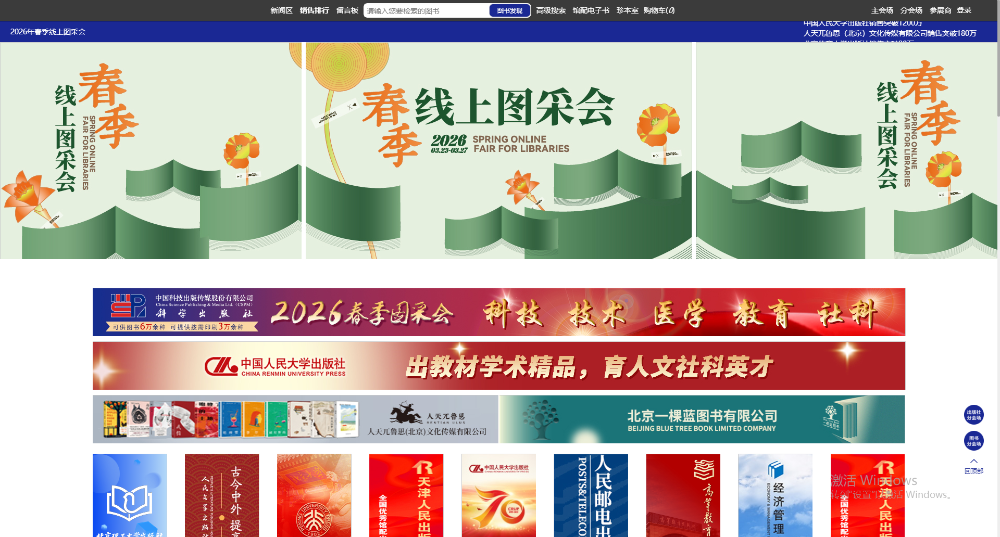 新闻区 销售排行 留言板 请输入您要检索的图书 图书发现 高级搜索 馆配电子书 珍本室 购物车(0) 主会场 分会场 参展商 登录
2026年春季线上图采会
中国人民大学出版社销售突破1200万
人天兀鲁思（北京）文化传媒有限公司销售突破180万
春季
线上图采会
SPRING ONLINE
FAIR FOR LIBRARIES
春季
线上图采会
2026
03.23-03.27
SPRING ONLINE
FAIR FOR LIBRARIES
春季
线上图采会
SPRING ONLINE
FAIR FOR LIBRARIES
中国科技出版传媒股份有限公司
China Science Publishing & Media Ltd.（CSPM）
科学出版社
可供图书6万余种 可提供按需印刷3万余种
2026春季图采会 科技 技术 医学 教育 社科
中国人民大学出版社
CHINA RENMIN UNIVERSITY PRESS
出教材学术精品，育人文社科英才
人天兀鲁思
RENTIAN ULUS
人天兀鲁思(北京)文化传媒有限公司
北京一棵蓝图书有限公司
BEIJING BLUE TREE BOOK LIMITED COMPANY
一棵蓝图书
出版社
分会场
图书
分会场
回顶部
北京理工大学出版社
古今中外 提高
人民文学出版社
PEKING UNIVERSITY PRESS
·1902·
天津人民出版
全国优秀馆配出
中国人民大学出版社
CHINA RENMIN UNIVERSITY PRESS
70
CRUP
人民邮电出
POSTS&TELECO
高等教育
经济管理
ECONOMY & MANAGEMENT
天津人民出版
全国优秀馆配出
激活 Windows
转到"设置"以激活 Windows。